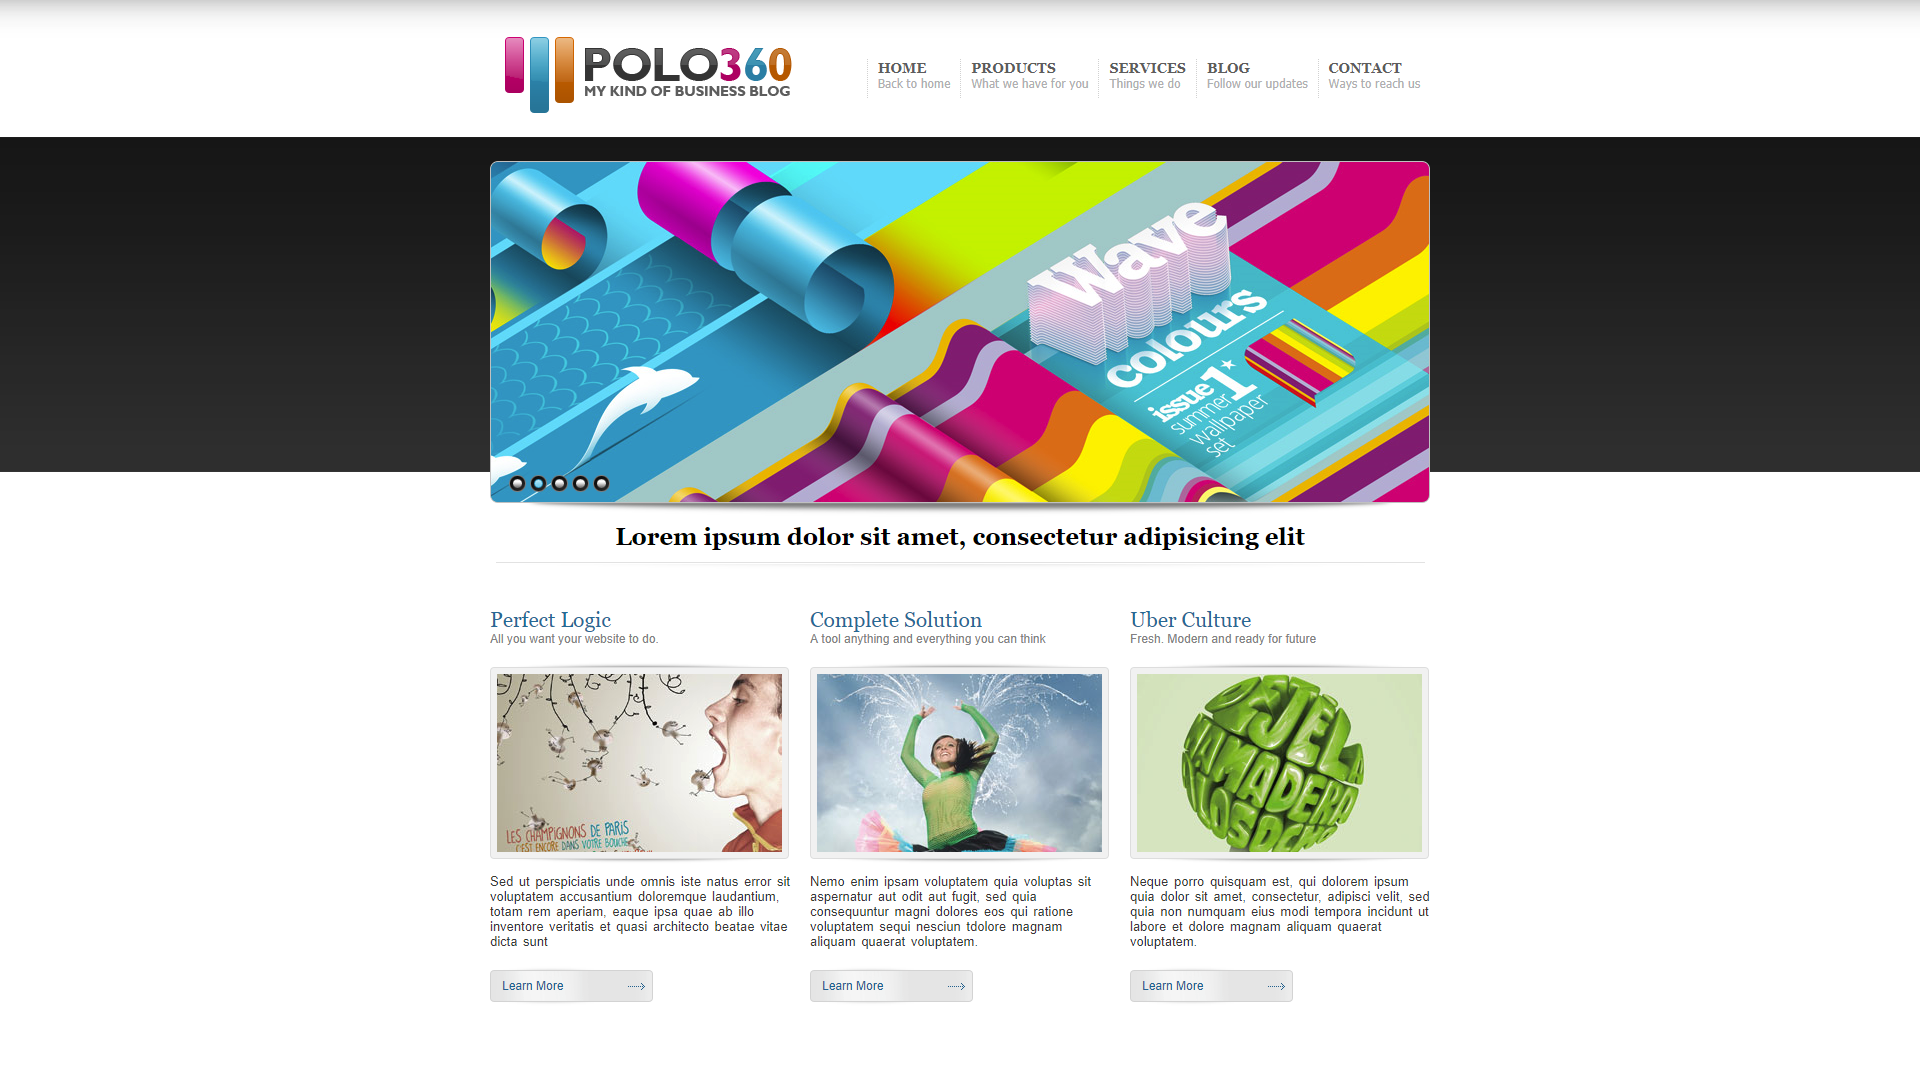 POLO360
MY KIND OF BUSINESS BLOG
HOME
Back to home
PRODUCTS
What we have for you
SERVICES
Things we do
BLOG
Follow our updates
CONTACT
Ways to reach us
Wave
colours
issue 1
summer
wallpaper
set
Lorem ipsum dolor sit amet, consectetur adipisicing elit
Perfect Logic
All you want your website to do.
LES CHAMPIGNONS DE PARIS
C'EST ENCORE DANS VOTRE BOUCHE
Sed ut perspiciatis unde omnis iste natus error sit
voluptatem accusantium doloremque laudantium,
totam rem aperiam, eaque ipsa quae ab illo
inventore veritatis et quasi architecto beatae vitae
dicta sunt
Learn More
Complete Solution
A tool anything and everything you can think
Nemo enim ipsam voluptatem quia voluptas sit
aspernatur aut odit aut fugit, sed quia
consequuntur magni dolores eos qui ratione
voluptatem sequi nesciun tdolore magnam
aliquam quaerat voluptatem.
Learn More
Uber Culture
Fresh. Modern and ready for future
Neque porro quisquam est, qui dolorem ipsum
quia dolor sit amet, consectetur, adipisci velit, sed
quia non numquam eius modi tempora incidunt ut
labore et dolore magnam aliquam quaerat
voluptatem.
Learn More